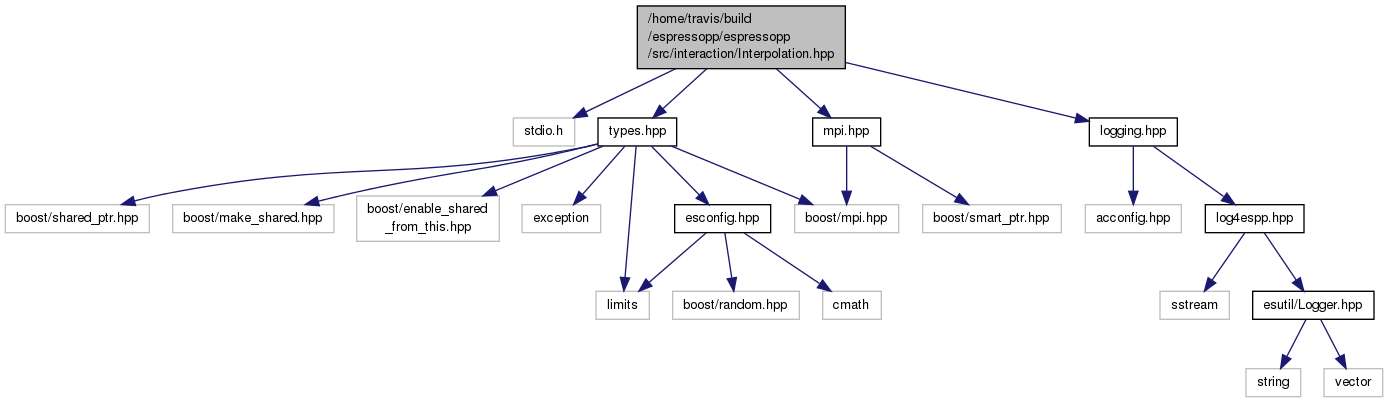 /home/travis/build
/espressopp/espressopp
/src/interaction/Interpolation.hpp
stdio.h
types.hpp
mpi.hpp
logging.hpp
boost/shared_ptr.hpp
boost/make_shared.hpp
boost/enable_shared
_from_this.hpp
exception
esconfig.hpp
boost/mpi.hpp
boost/smart_ptr.hpp
acconfig.hpp
log4espp.hpp
limits
boost/random.hpp
cmath
sstream
esutil/Logger.hpp
string
vector